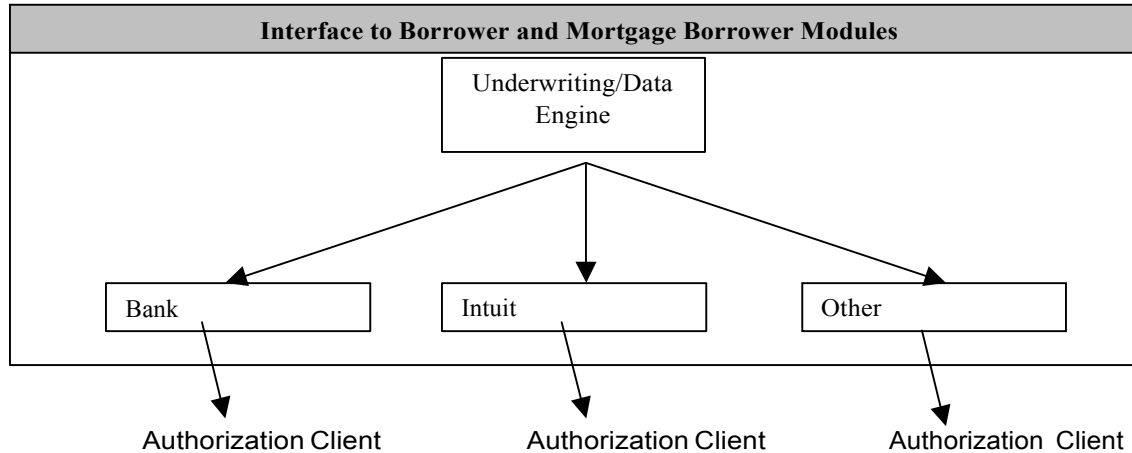 Interface to Borrower and Mortgage Borrower Modules
Underwriting/Data
Engine
Bank
Intuit
Other
Authorization Client
Authorization Client
Authorization Client